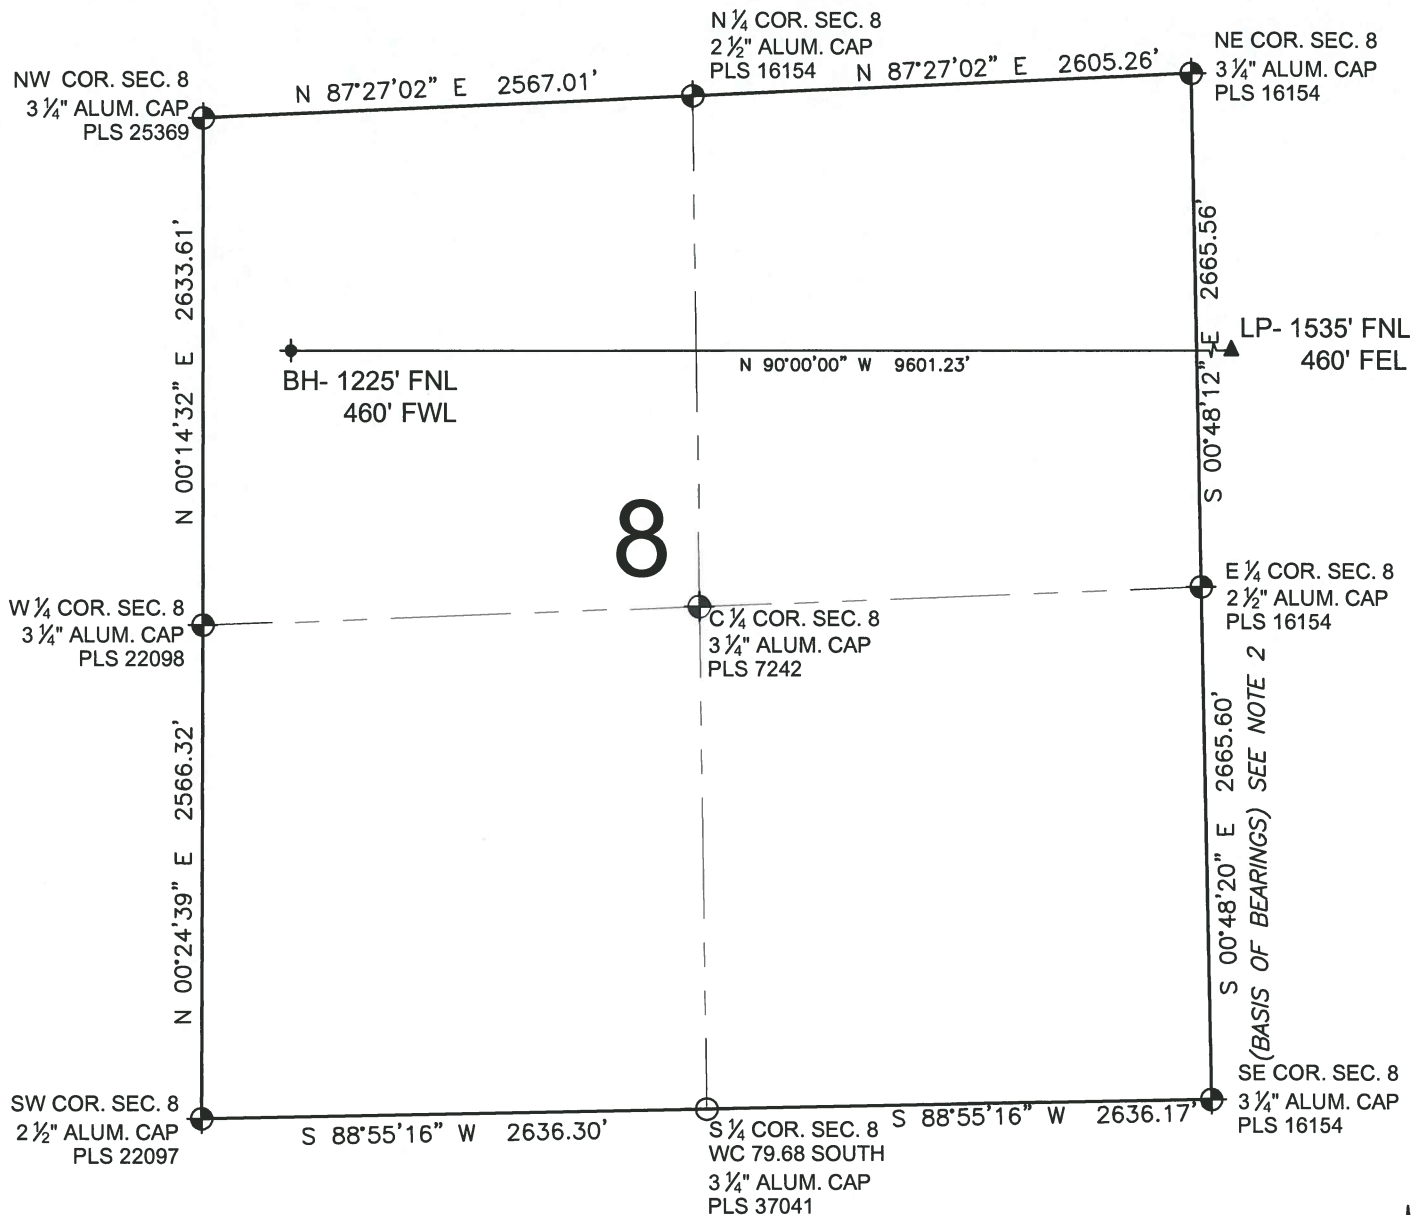 N ¼ COR. SEC. 8
2 ½" ALUM. CAP
PLS 16154
NE COR. SEC. 8
3 ¼" ALUM. CAP
PLS 16154
NW COR. SEC. 8
3 ¼" ALUM. CAP
PLS 25369
N 87°27'02" E 2567.01'
N 87°27'02" E 2605.26'
N 00°14'32" E 2633.61'
S 00°48'12" E 2665.56'
LP- 1535' FNL
460' FEL
N 90°00'00" W 9601.23'
BH- 1225' FNL
460' FWL
8
W ¼ COR. SEC. 8
3 ¼" ALUM. CAP
PLS 22098
C ¼ COR. SEC. 8
3 ¼" ALUM. CAP
PLS 7242
E ¼ COR. SEC. 8
2 ½" ALUM. CAP
PLS 16154
N 00°24'39" E 2566.32'
S 00°48'20" E 2665.60'
(BASIS OF BEARINGS) SEE NOTE 2
SW COR. SEC. 8
2 ½" ALUM. CAP
PLS 22097
S 88°55'16" W 2636.30'
S ¼ COR. SEC. 8
WC 79.68 SOUTH
3 ¼" ALUM. CAP
PLS 37041
S 88°55'16" W 2636.17'
SE COR. SEC. 8
3 ¼" ALUM. CAP
PLS 16154